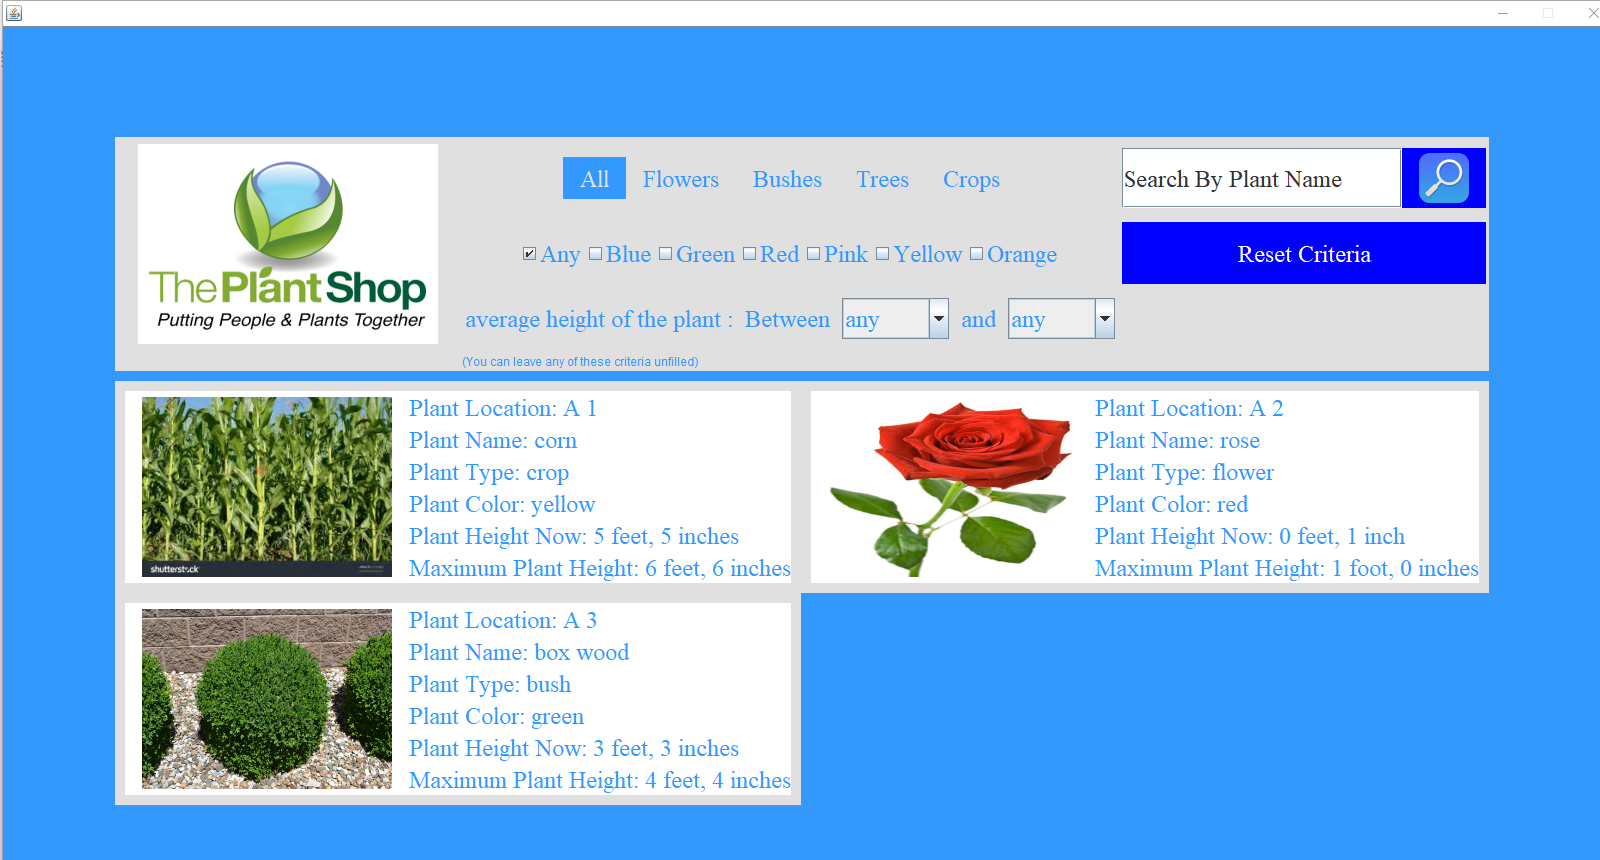 The Plant Shop
Putting People & Plants Together
All Flowers Bushes Trees Crops
Any Blue Green Red Pink Yellow Orange
average height of the plant : Between any and any
(You can leave any of these criteria unfilled)
Search By Plant Name
Reset Criteria
Plant Location: A 1
Plant Name: corn
Plant Type: crop
Plant Color: yellow
Plant Height Now: 5 feet, 5 inches
Maximum Plant Height: 6 feet, 6 inches
shutterstock
Plant Location: A 2
Plant Name: rose
Plant Type: flower
Plant Color: red
Plant Height Now: 0 feet, 1 inch
Maximum Plant Height: 1 foot, 0 inches
Plant Location: A 3
Plant Name: box wood
Plant Type: bush
Plant Color: green
Plant Height Now: 3 feet, 3 inches
Maximum Plant Height: 4 feet, 4 inches